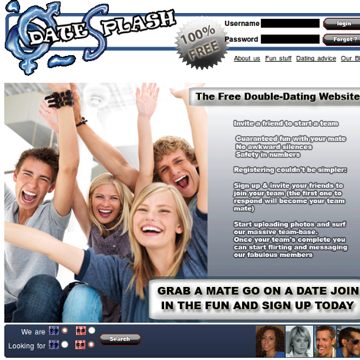 DATE SPLASH
100%
FREE
Username
login
Password
Forgot ?
About us Fun stuff Dating advice Our Bl
The Free Double-Dating Website
Invite a friend to start a team
Guaranteed fun with your mate
No awkward silences
Safety in numbers
Registering couldn't be simpler:
Sign up & invite your friends to
join your team (the first one to
respond will become your team
mate)
Start uploading photos and surf
our massive team-base.
Once your team's complete you
can start flirting and messaging
our fabulous members
GRAB A MATE GO ON A DATE JOIN
IN THE FUN AND SIGN UP TODAY
We are
Looking for
Search